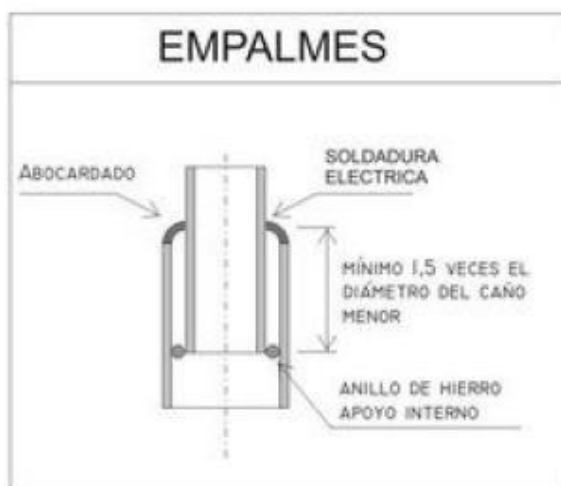 EMPALMES
ABOCARDADO
SOLDADURA
ELECTRICA
MÍNIMO 1,5 VECES EL
DIÁMETRO DEL CAÑO
MENOR
ANILLO DE HIERRO
APOYO INTERNO